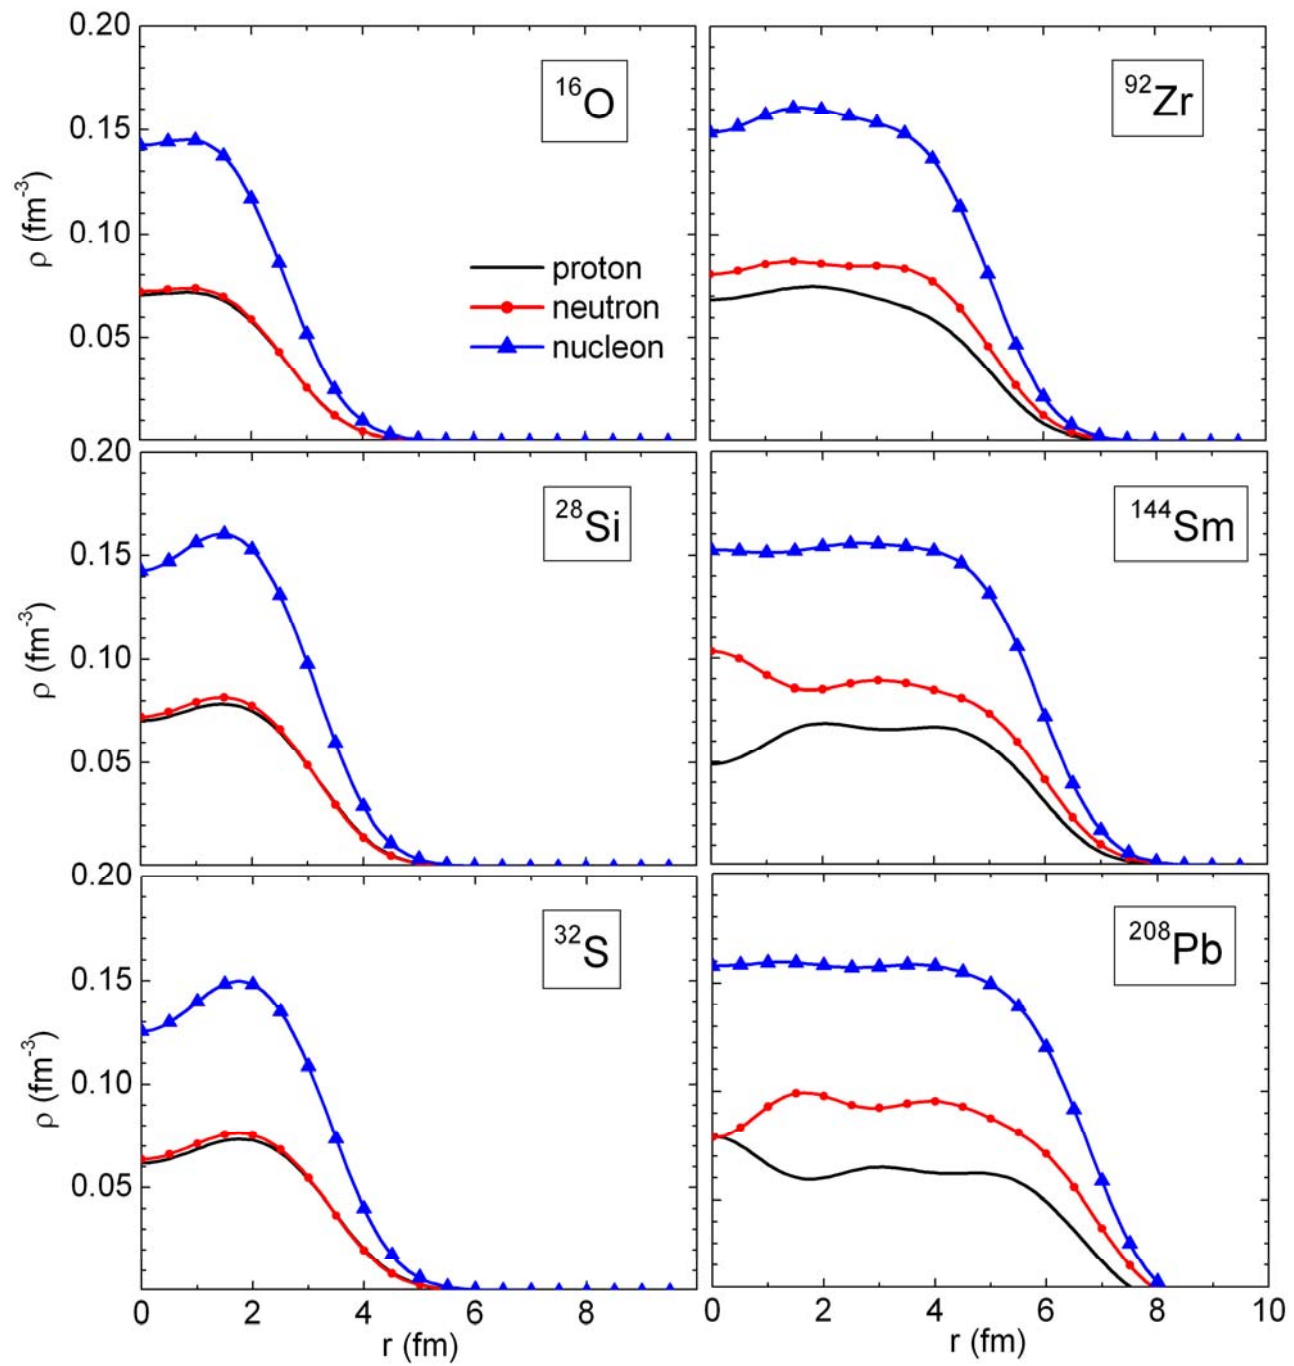 0.20
0.15
0.10
0.05
ρ (fm⁻³)
¹⁶O
proton
neutron
nucleon
⁹²Zr
0.20
0.15
0.10
0.05
ρ (fm⁻³)
²⁸Si
¹⁴⁴Sm
0.20
0.15
0.10
0.05
ρ (fm⁻³)
³²S
²⁰⁸Pb
0 2 4 6 8
r (fm)
0 2 4 6 8 10
r (fm)